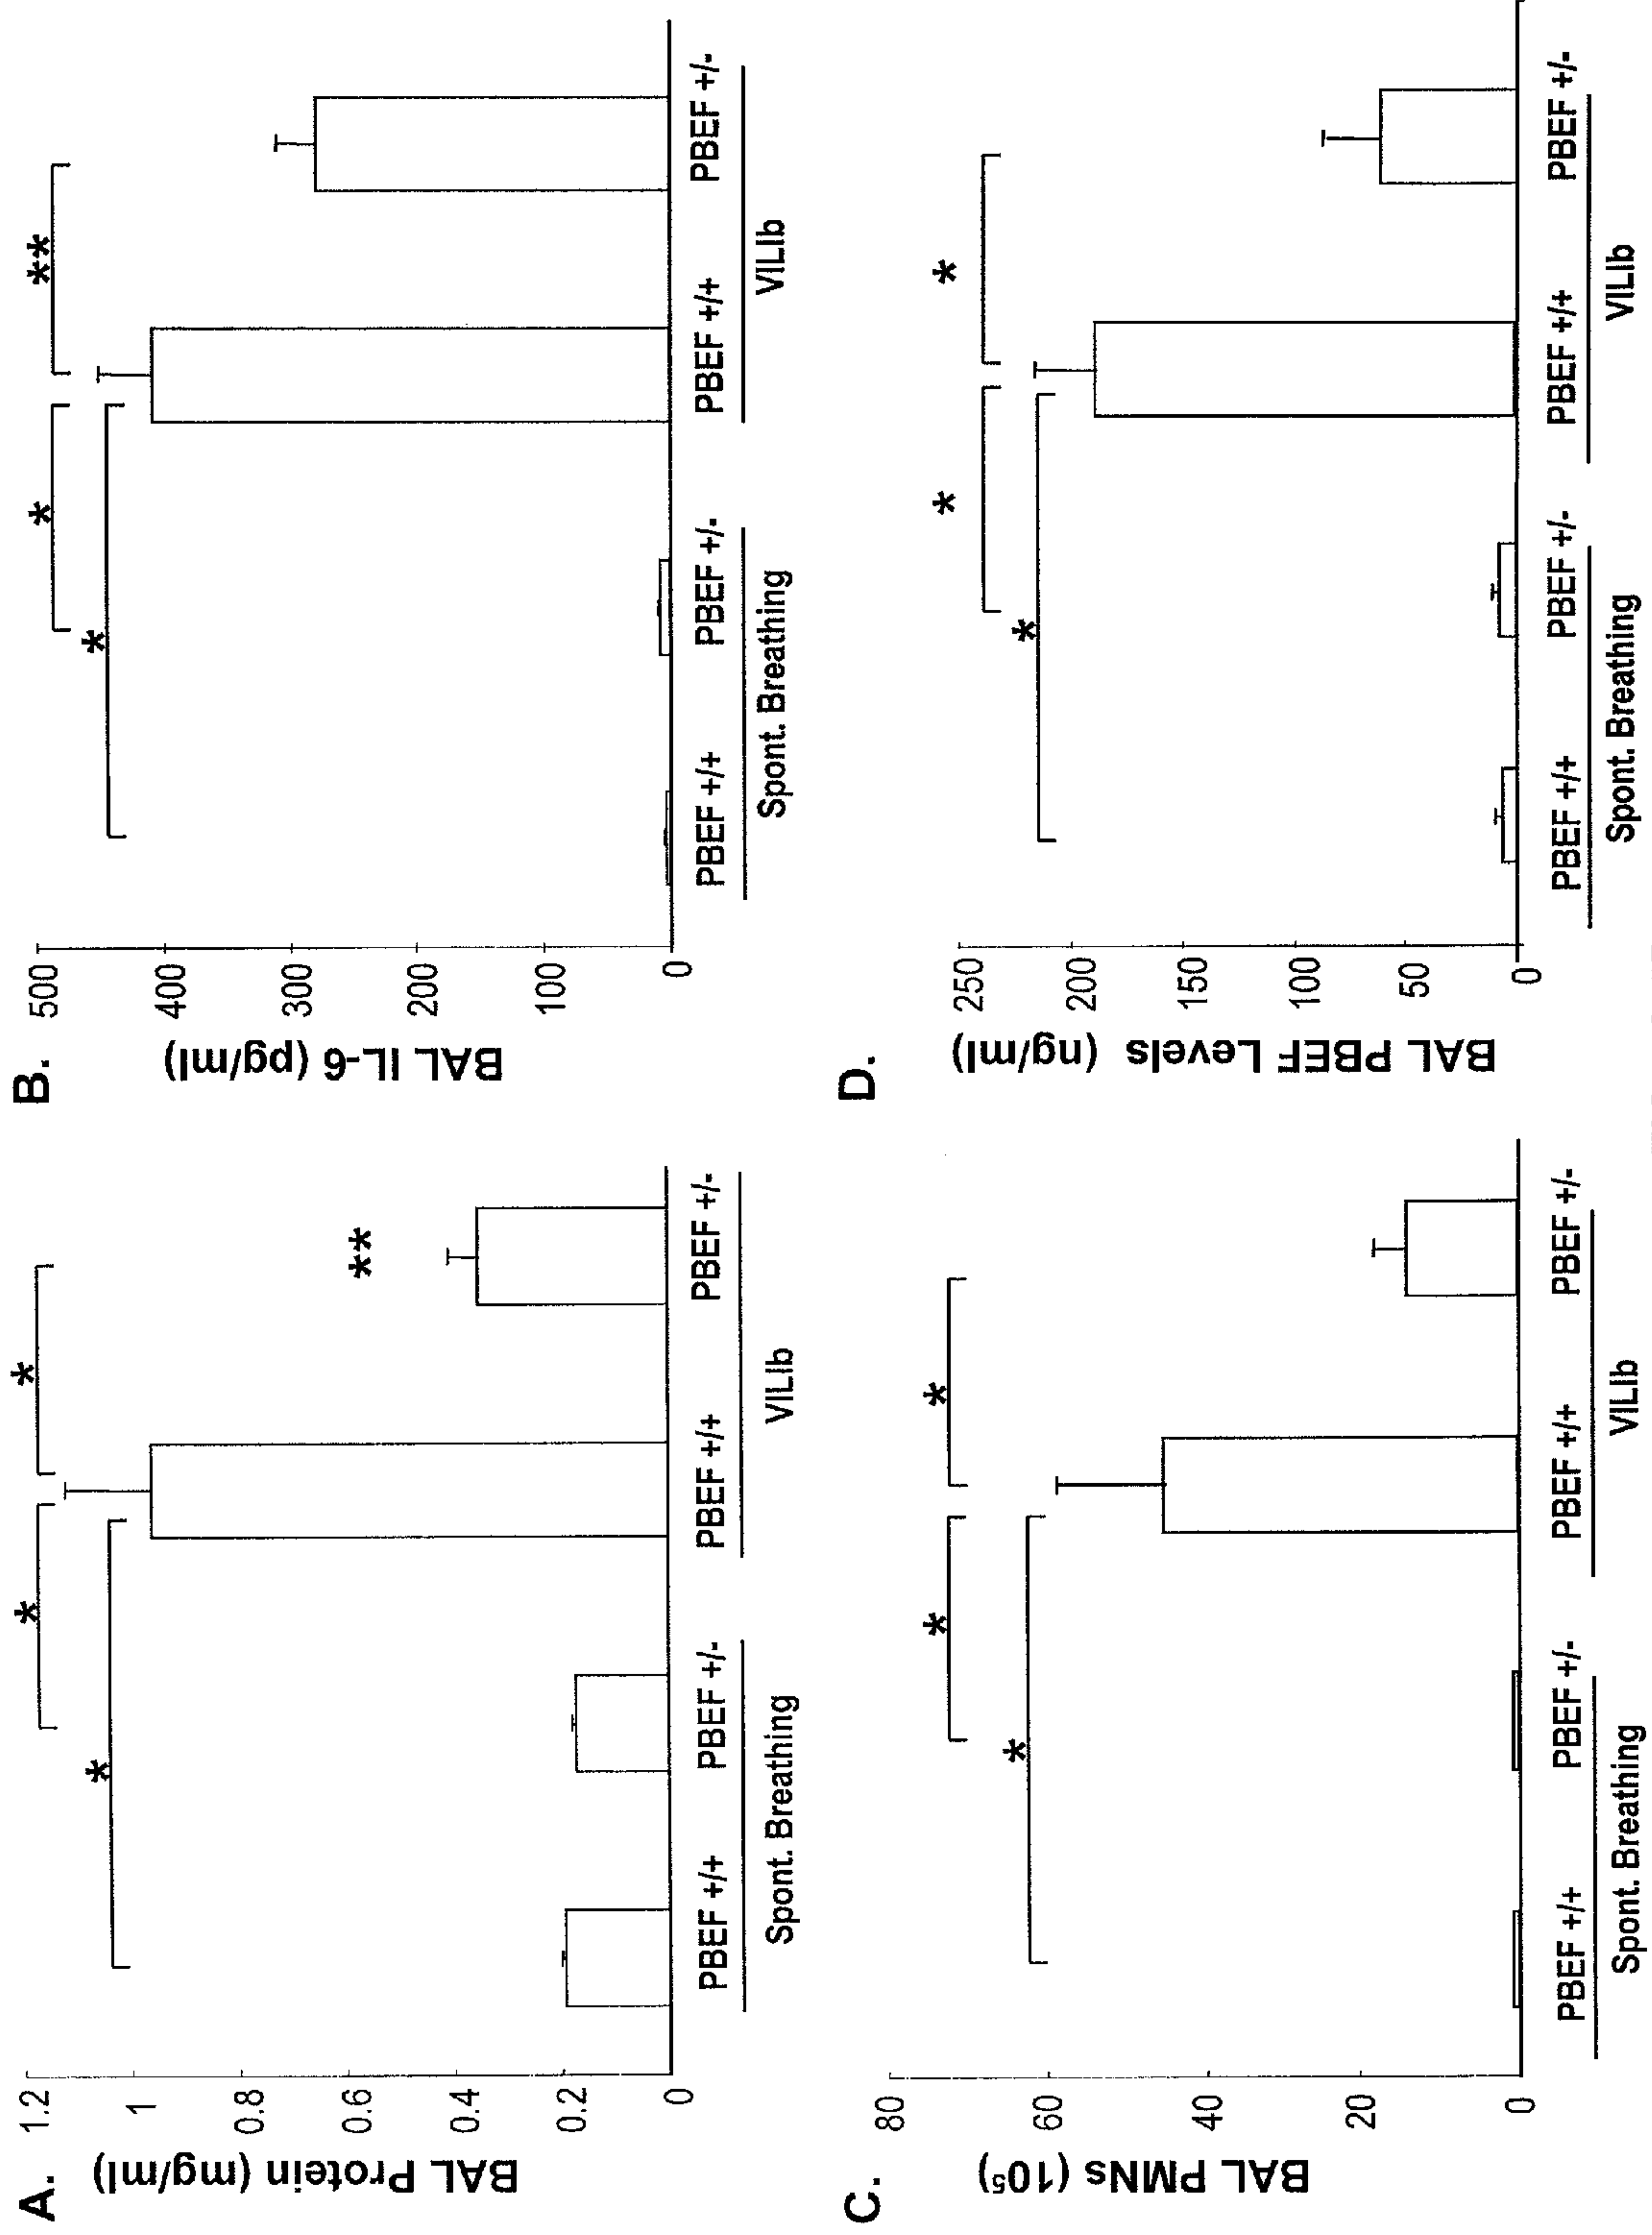 A.
BAL Protein (mg/ml)
1.2
1
0.8
0.6
0.4
0.2
0
*
*
*
**
PBEF +/+
PBEF +/-
PBEF +/+
PBEF +/-
Spont. Breathing
VILIb
B.
BAL IL-6 (pg/ml)
500
400
300
200
100
0
*
**
*
PBEF +/+
PBEF +/-
PBEF +/+
PBEF +/-
Spont. Breathing
VILIb
C.
BAL PMNs (10⁵)
80
60
40
20
0
*
*
*
PBEF +/+
PBEF +/-
PBEF +/+
PBEF +/-
Spont. Breathing
VILIb
D.
BAL PBEF Levels (ng/ml)
250
200
150
100
50
0
*
*
*
PBEF +/+
PBEF +/-
PBEF +/+
PBEF +/-
Spont. Breathing
VILIb